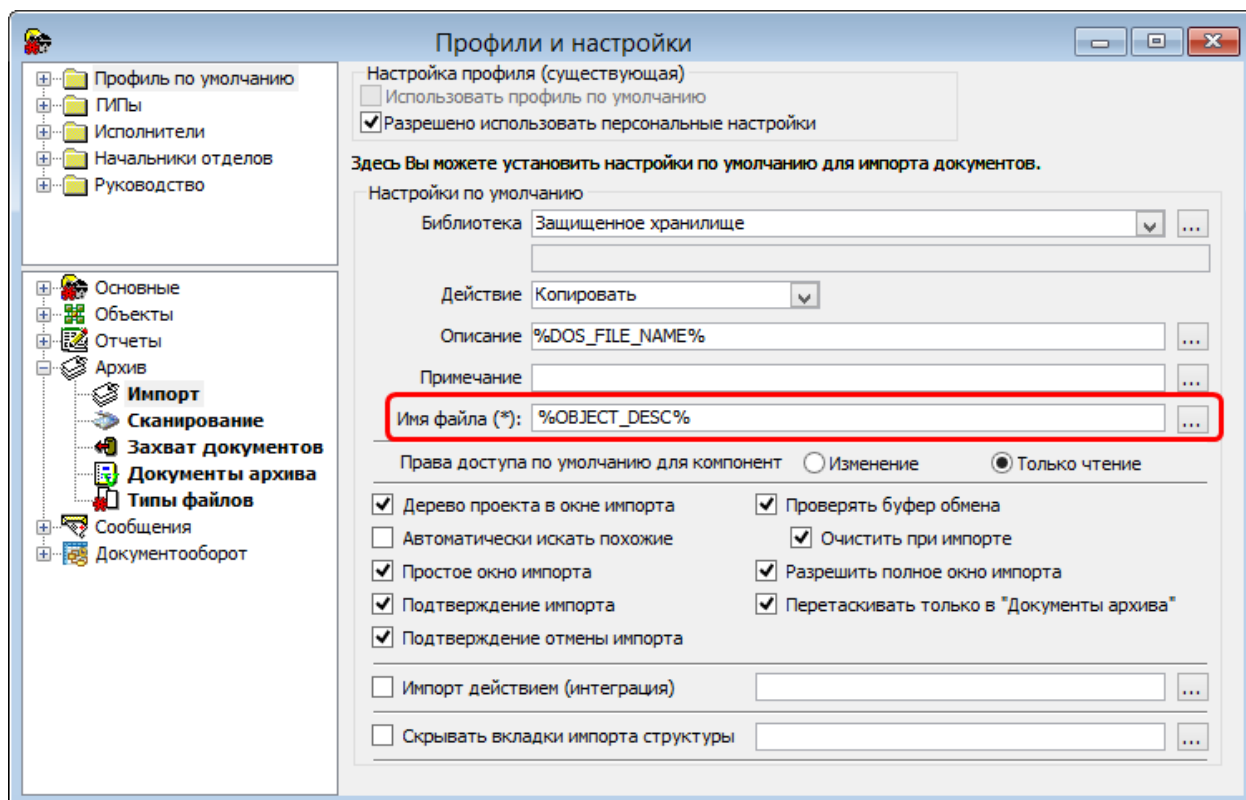 Профили и настройки
Профиль по умолчанию
ГИПы
Исполнители
Начальники отделов
Руководство
Основные
Объекты
Отчеты
Архив
Импорт
Сканирование
Захват документов
Документы архива
Типы файлов
Сообщения
Документооборот
Настройка профиля (существующая)
Использовать профиль по умолчанию
Разрешено использовать персональные настройки
Здесь Вы можете установить настройки по умолчанию для импорта документов.
Настройки по умолчанию
Библиотека Защищенное хранилище ...
Действие Копировать
Описание %DOS_FILE_NAME% ...
Примечание ...
Имя файла (*): %OBJECT_DESC% ...
Права доступа по умолчанию для компонент Изменение Только чтение
Дерево проекта в окне импорта Проверять буфер обмена
Автоматически искать похожие Очистить при импорте
Простое окно импорта Разрешить полное окно импорта
Подтверждение импорта Перетаскивать только в "Документы архива"
Подтверждение отмены импорта
Импорт действием (интеграция) ...
Скрывать вкладки импорта структуры ...